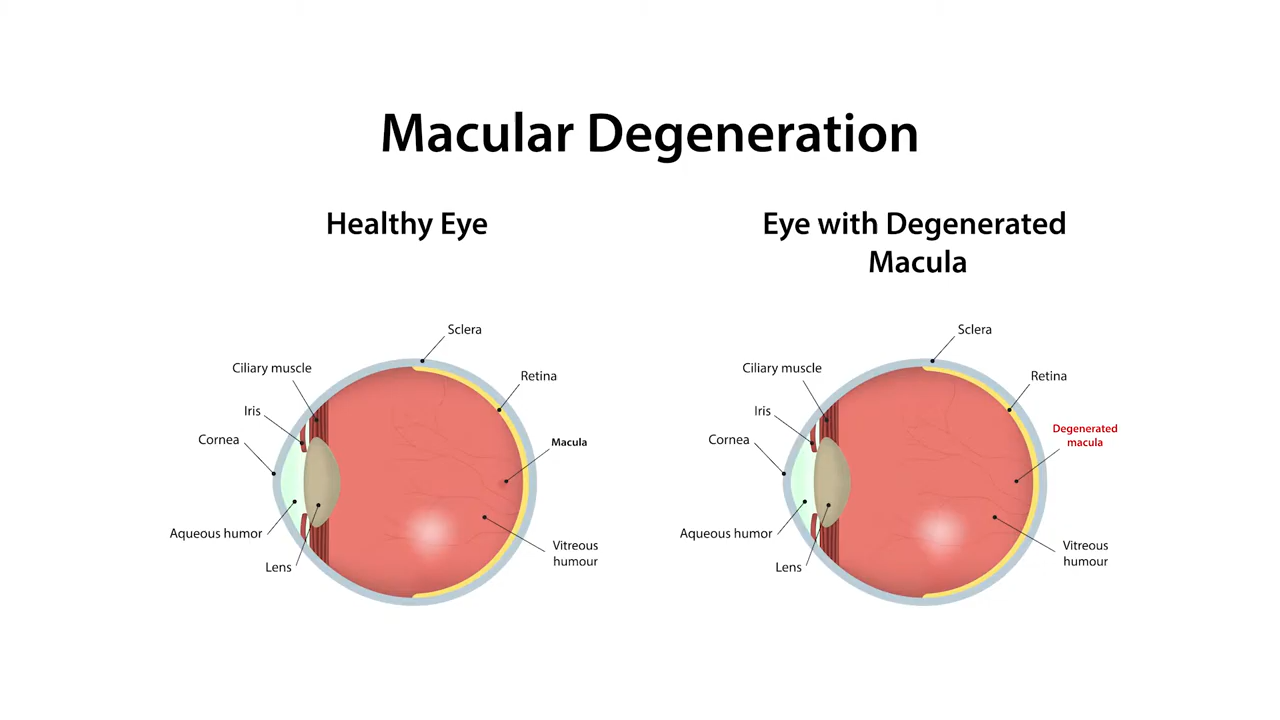 Macular Degeneration
Healthy Eye
Sclera
Ciliary muscle
Retina
Iris
Cornea
Macula
Aqueous humor
Lens
Vitreous
humour
Eye with Degenerated
Macula
Sclera
Ciliary muscle
Retina
Iris
Cornea
Degenerated
macula
Aqueous humor
Lens
Vitreous
humour